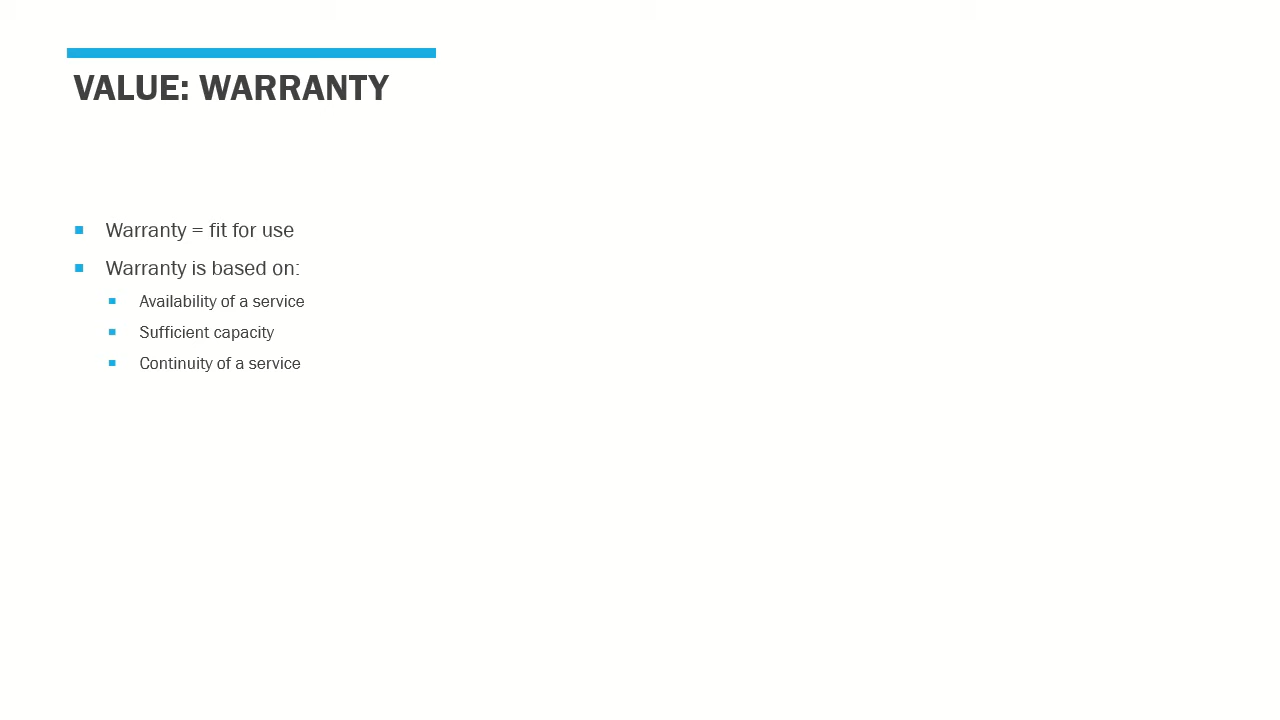 VALUE: WARRANTY
Warranty = fit for use
Warranty is based on:
Availability of a service
Sufficient capacity
Continuity of a service